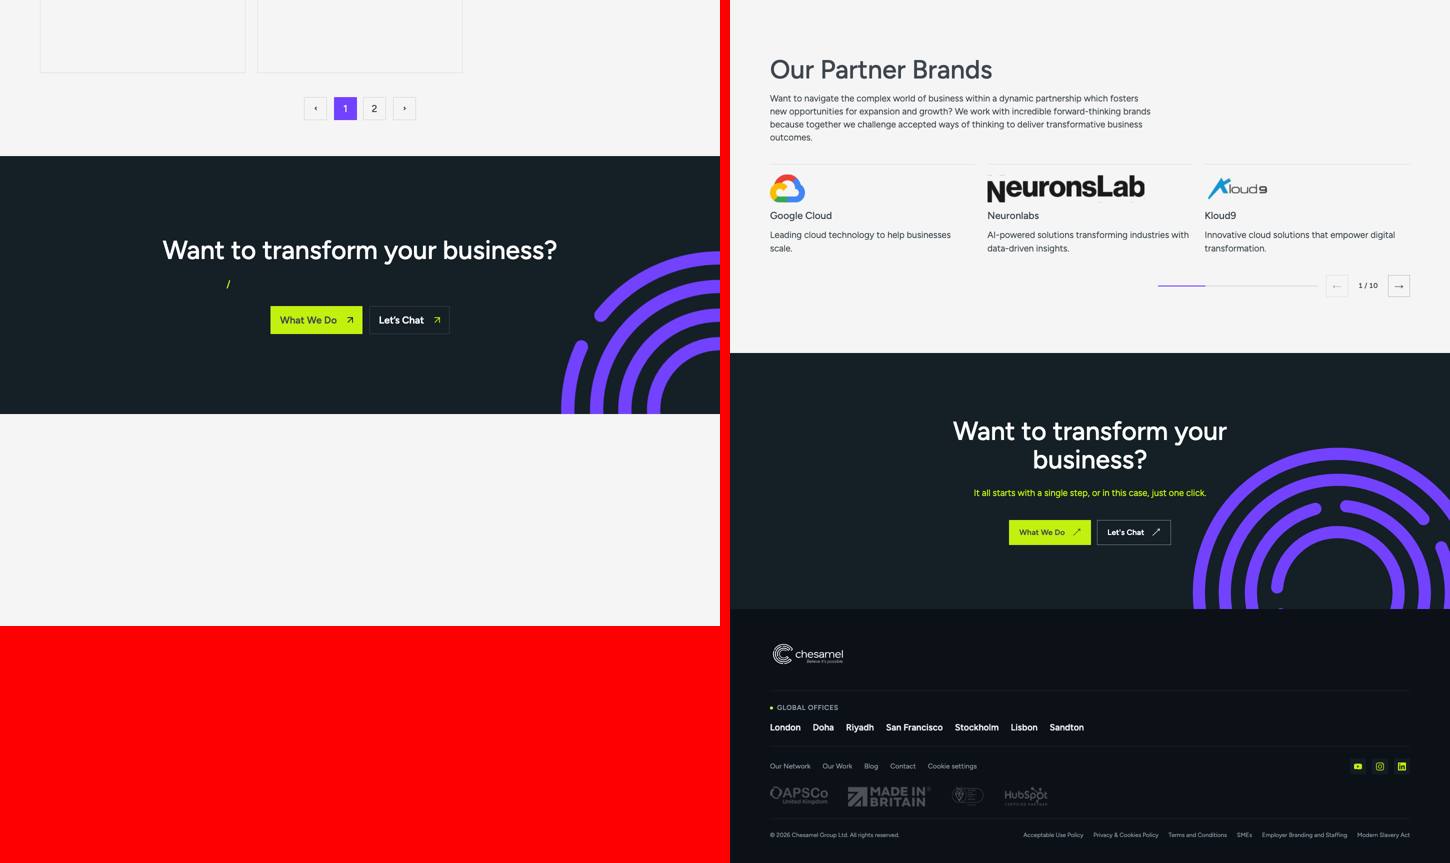 1
2
Want to transform your business?
/
What We Do
Let's Chat
Our Partner Brands
Want to navigate the complex world of business within a dynamic partnership which fosters
new opportunities for expansion and growth? We work with incredible forward-thinking brands
because together we challenge accepted ways of thinking to deliver transformative business
outcomes.
NeuronsLab
Kloud9
Google Cloud
Neuronlabs
Kloud9
Leading cloud technology to help businesses
scale.
AI-powered solutions transforming industries with
data-driven insights.
Innovative cloud solutions that empower digital
transformation.
1 / 10
Want to transform your
business?
It all starts with a single step, or in this case, just one click.
What We Do
Let's Chat
chesamel
Believe it's possible
GLOBAL OFFICES
London Doha Riyadh San Francisco Stockholm Lisbon Sandton
Our Network Our Work Blog Contact Cookie settings
APSCo
United Kingdom
MADE IN
BRITAIN
HubSpot
CERTIFIED PARTNER
© 2026 Chesamel Group Ltd. All rights reserved.
Acceptable Use Policy Privacy & Cookies Policy Terms and Conditions SMEs Employer Branding and Staffing Modern Slavery Act